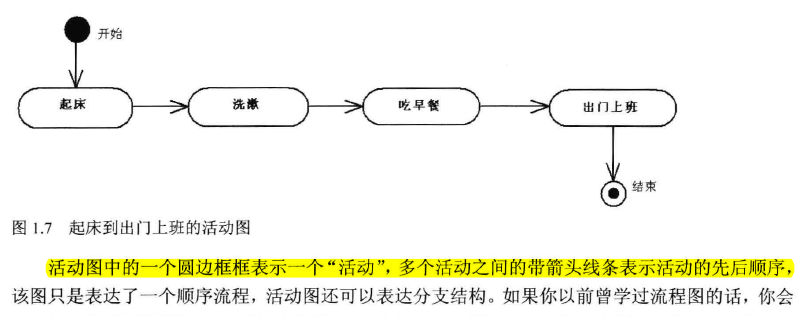 开始
起床
洗漱
吃早餐
出门上班
结束
图 1.7 起床到出门上班的活动图
活动图中的一个圆边框框表示一个“活动”，多个活动之间的带箭头线条表示活动的先后顺序，
该图只是表达了一个顺序流程，活动图还可以表达分支结构。如果你以前曾学过流程图的话，你会